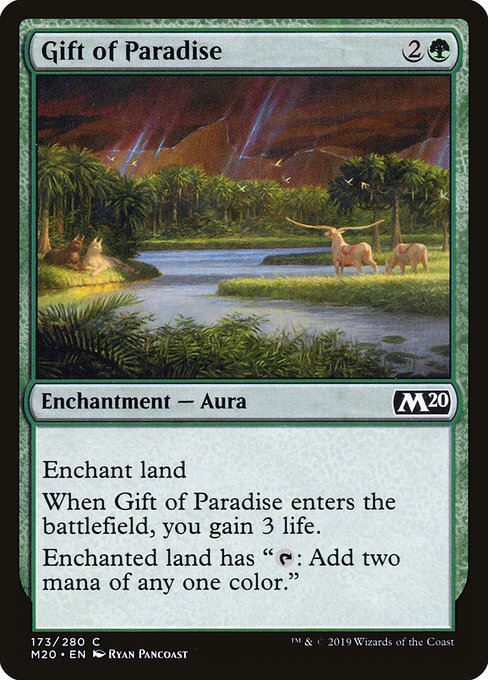 Gift of Paradise 2
Enchantment — Aura M20
Enchant land
When Gift of Paradise enters the
battlefield, you gain 3 life.
Enchanted land has “: Add two
mana of any one color.”
173/280 C ™ & © 2019 Wizards of the Coast
M20 • EN Ryan Pancoast